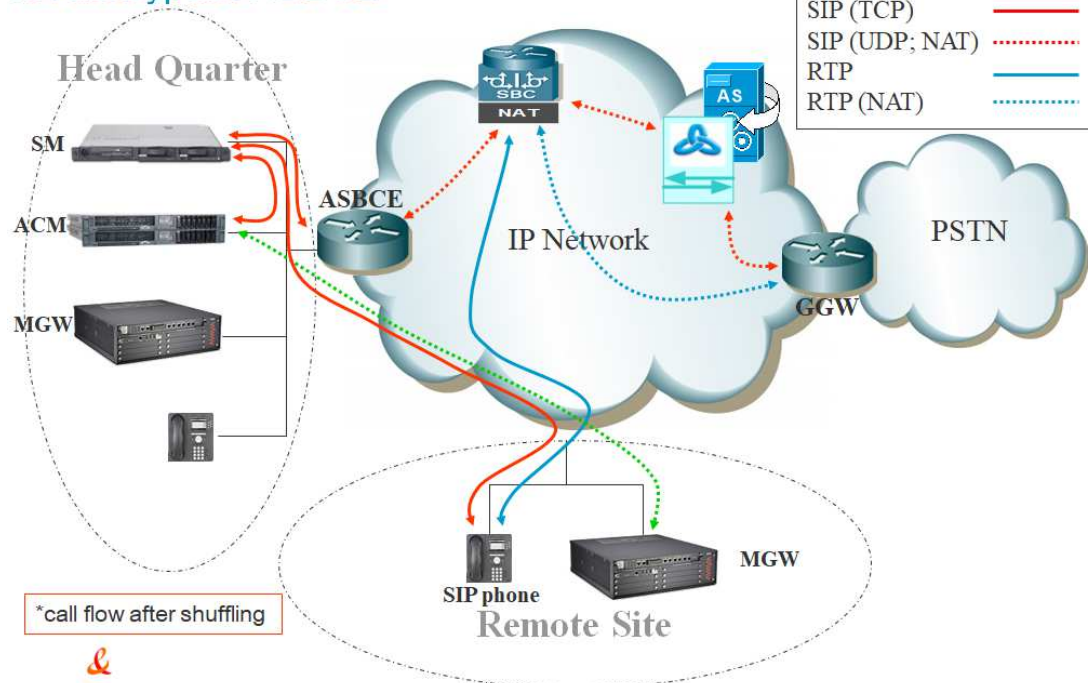 SIP (TCP)
SIP (UDP; NAT)
RTP
RTP (NAT)
Head Quarter
SM
ACM
MGW
ASBCE
SBC
NAT
AS
IP Network
GGW
PSTN
SIP phone
MGW
Remote Site
*call flow after shuffling
&